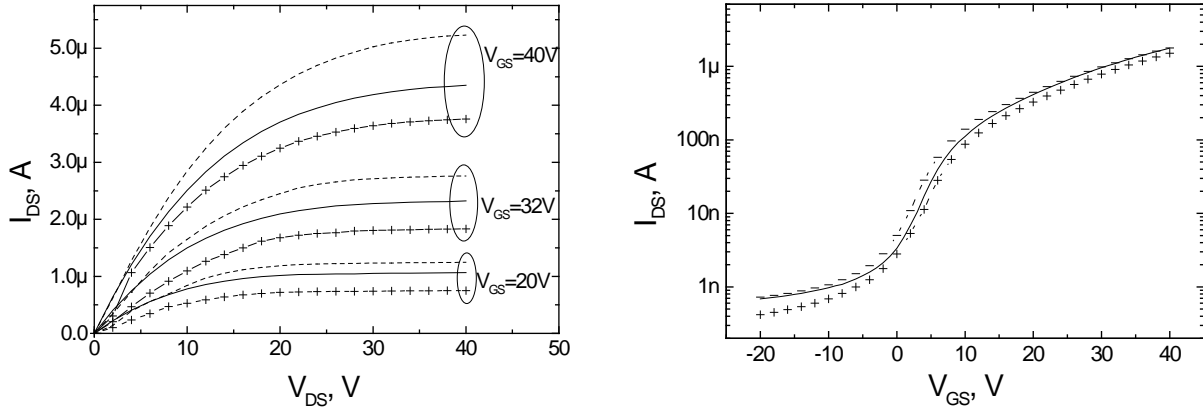 5.0µ
4.0µ
3.0µ
2.0µ
1.0µ
0.0
I_DS, A
V_GS=40V
V_GS=32V
V_GS=20V
0 10 20 30 40 50
V_DS, V
1µ
100n
10n
1n
I_DS, A
-20 -10 0 10 20 30 40
V_GS, V